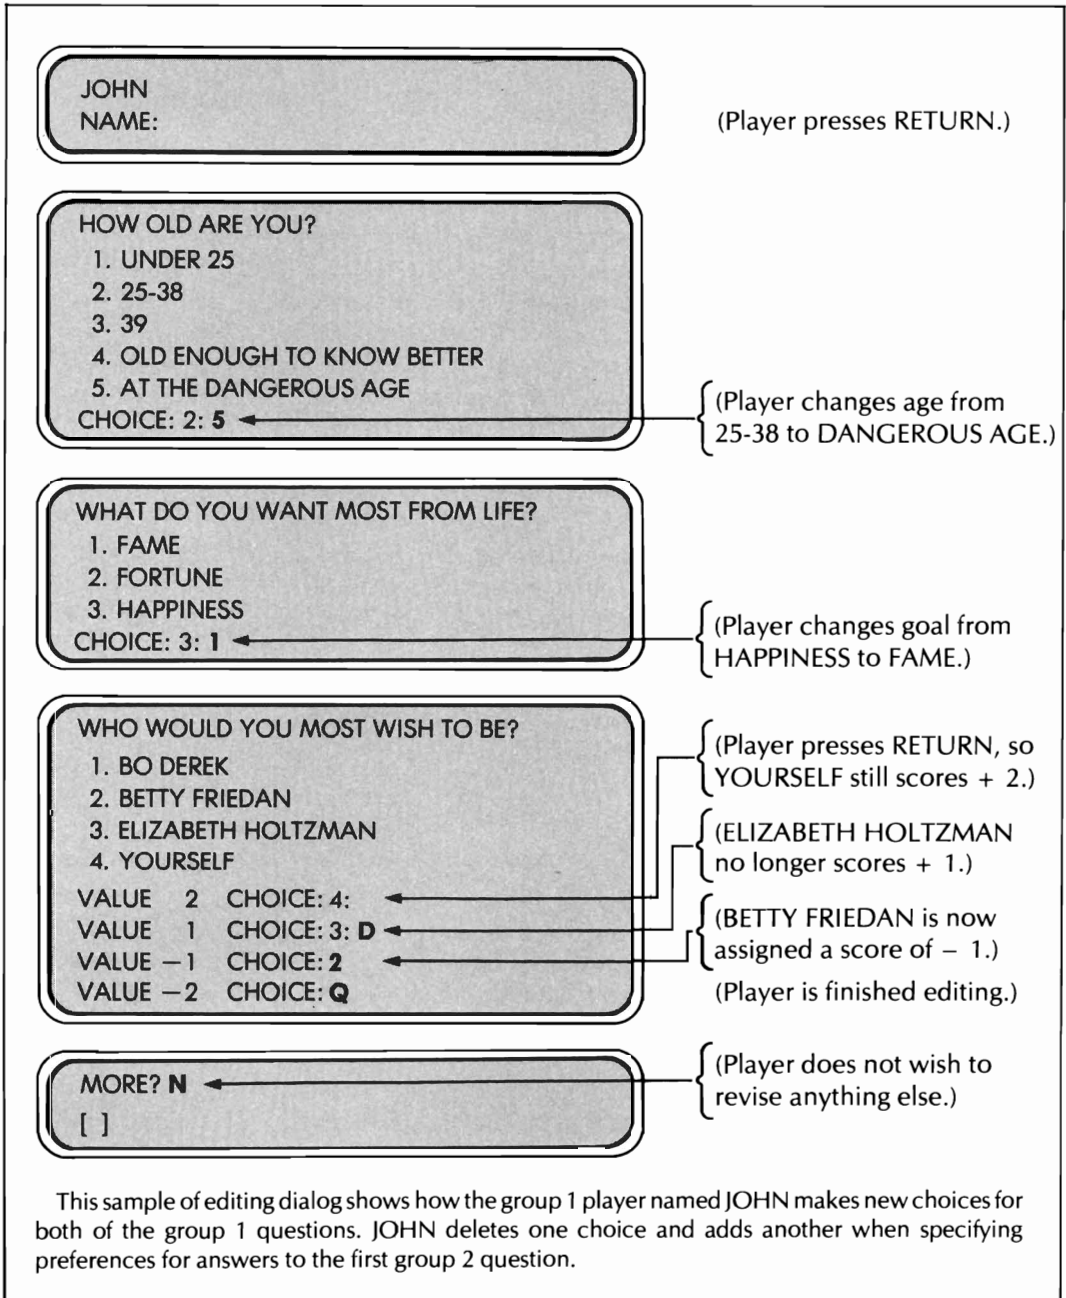 JOHN
NAME:
(Player presses RETURN.)
HOW OLD ARE YOU?
1. UNDER 25
2. 25-38
3. 39
4. OLD ENOUGH TO KNOW BETTER
5. AT THE DANGEROUS AGE
CHOICE: 2: 5
(Player changes age from
25-38 to DANGEROUS AGE.)
WHAT DO YOU WANT MOST FROM LIFE?
1. FAME
2. FORTUNE
3. HAPPINESS
CHOICE: 3: 1
(Player changes goal from
HAPPINESS to FAME.)
WHO WOULD YOU MOST WISH TO BE?
1. BO DEREK
2. BETTY FRIEDAN
3. ELIZABETH HOLTZMAN
4. YOURSELF
VALUE 2 CHOICE: 4:
VALUE 1 CHOICE: 3: D
VALUE −1 CHOICE: 2
VALUE −2 CHOICE: Q
(Player presses RETURN, so
YOURSELF still scores + 2.)
(ELIZABETH HOLTZMAN
no longer scores + 1.)
(BETTY FRIEDAN is now
assigned a score of − 1.)
(Player is finished editing.)
MORE? N
[ ]
(Player does not wish to
revise anything else.)
This sample of editing dialog shows how the group 1 player named JOHN makes new choices for
both of the group 1 questions. JOHN deletes one choice and adds another when specifying
preferences for answers to the first group 2 question.